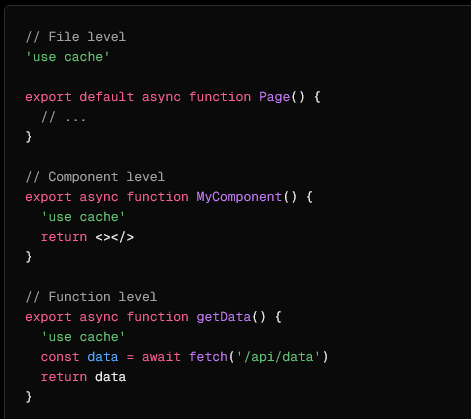 // File level
'use cache'
export default async function Page() {
// ...
}
// Component level
export async function MyComponent() {
'use cache'
return <></>
}
// Function level
export async function getData() {
'use cache'
const data = await fetch('/api/data')
return data
}